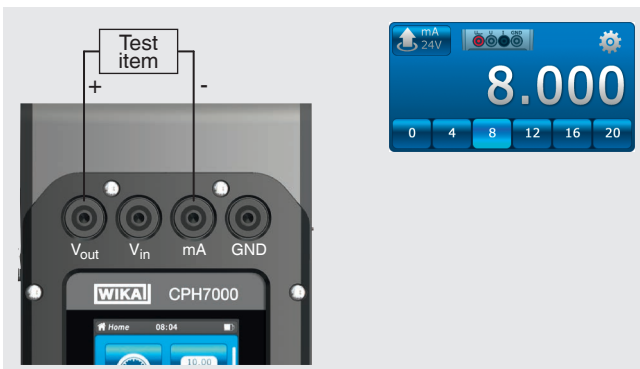 Test
item
+ -
Vout Vin mA GND
WIKA CPH7000
Home 08:04
10.00
mA
24V
8.000
0 4 8 12 16 20